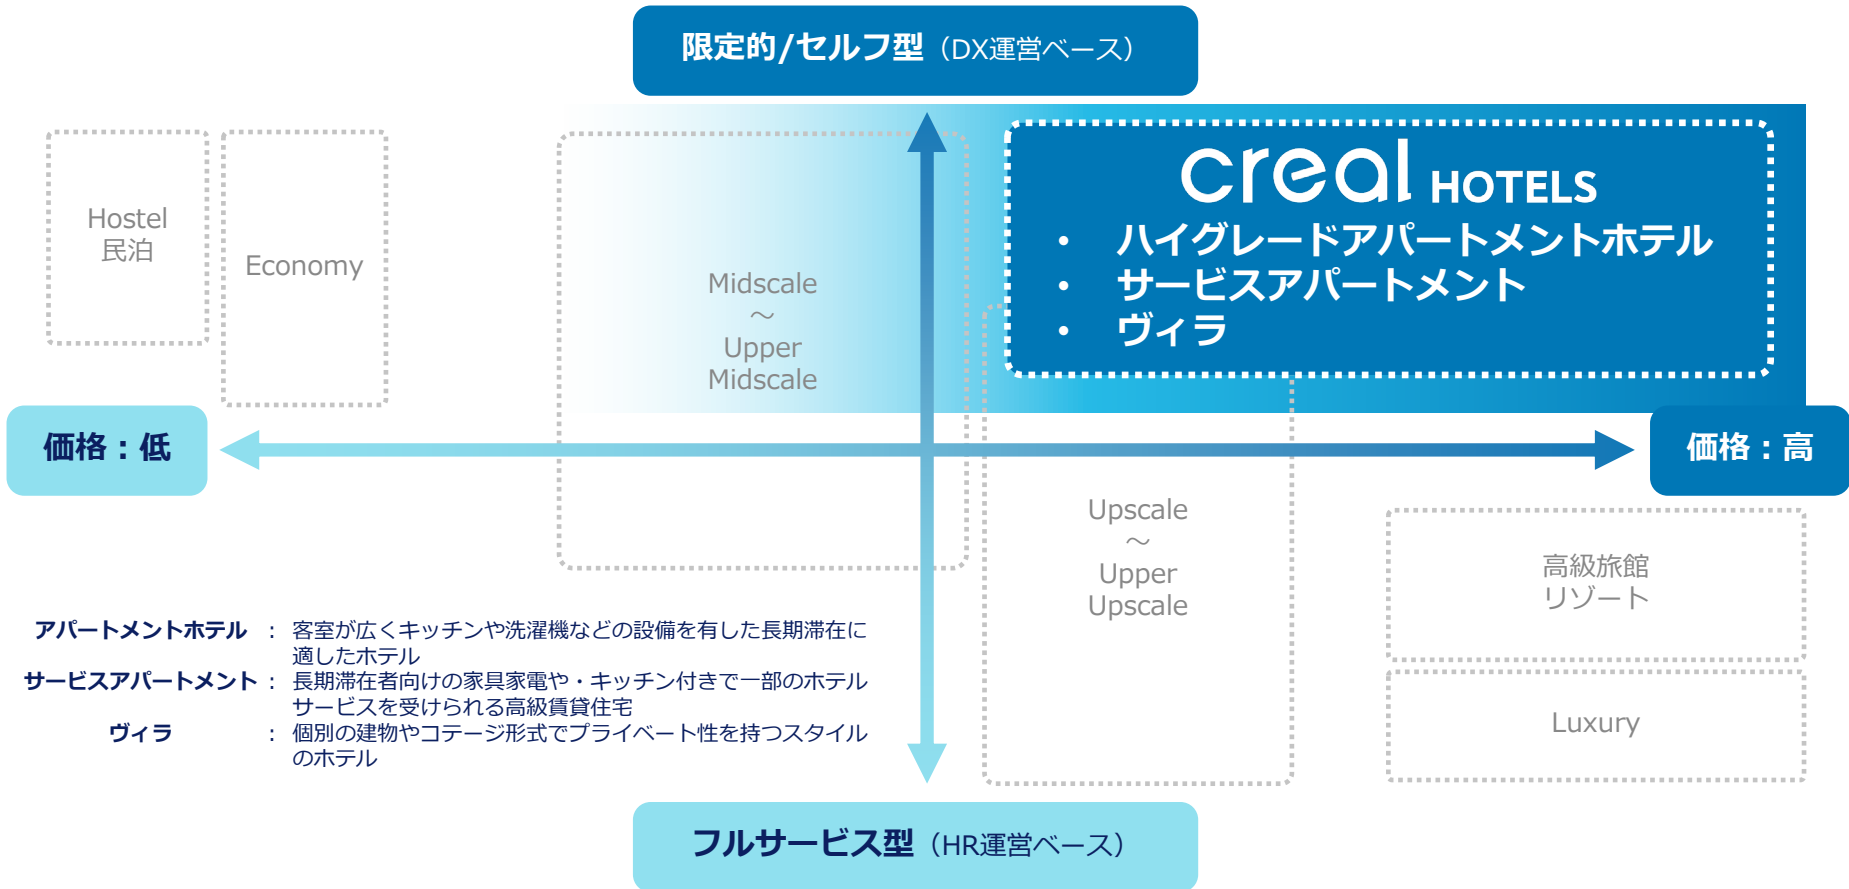 限定的/セルフ型（DX運営ベース）
Hostel
民泊
Economy
Midscale
～
Upper
Midscale
creal HOTELS
• ハイグレードアパートメントホテル
• サービスアパートメント
• ヴィラ
価格：低
価格：高
Upscale
～
Upper
Upscale
高級旅館
リゾート
Luxury
アパートメントホテル ： 客室が広くキッチンや洗濯機などの設備を有した長期滞在に
適したホテル
サービスアパートメント ： 長期滞在者向けの家具家電や・キッチン付きで一部のホテル
サービスを受けられる高級賃貸住宅
ヴィラ ： 個別の建物やコテージ形式でプライベート性を持つスタイル
のホテル
フルサービス型（HR運営ベース）